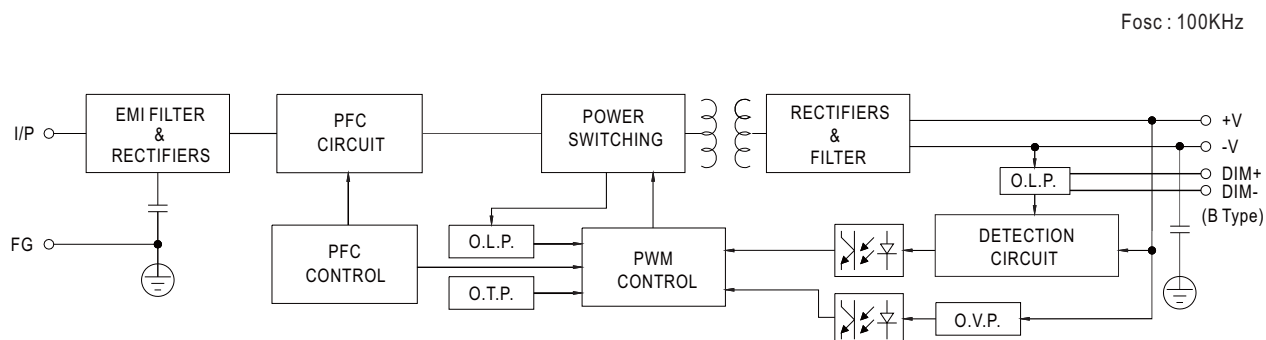 Fosc : 100KHz
I/P
EMI FILTER
&
RECTIFIERS
PFC
CIRCUIT
POWER
SWITCHING
RECTIFIERS
&
FILTER
+V
-V
DIM+
DIM-
(B Type)
O.L.P.
FG
PFC
CONTROL
O.L.P.
O.T.P.
PWM
CONTROL
DETECTION
CIRCUIT
O.V.P.